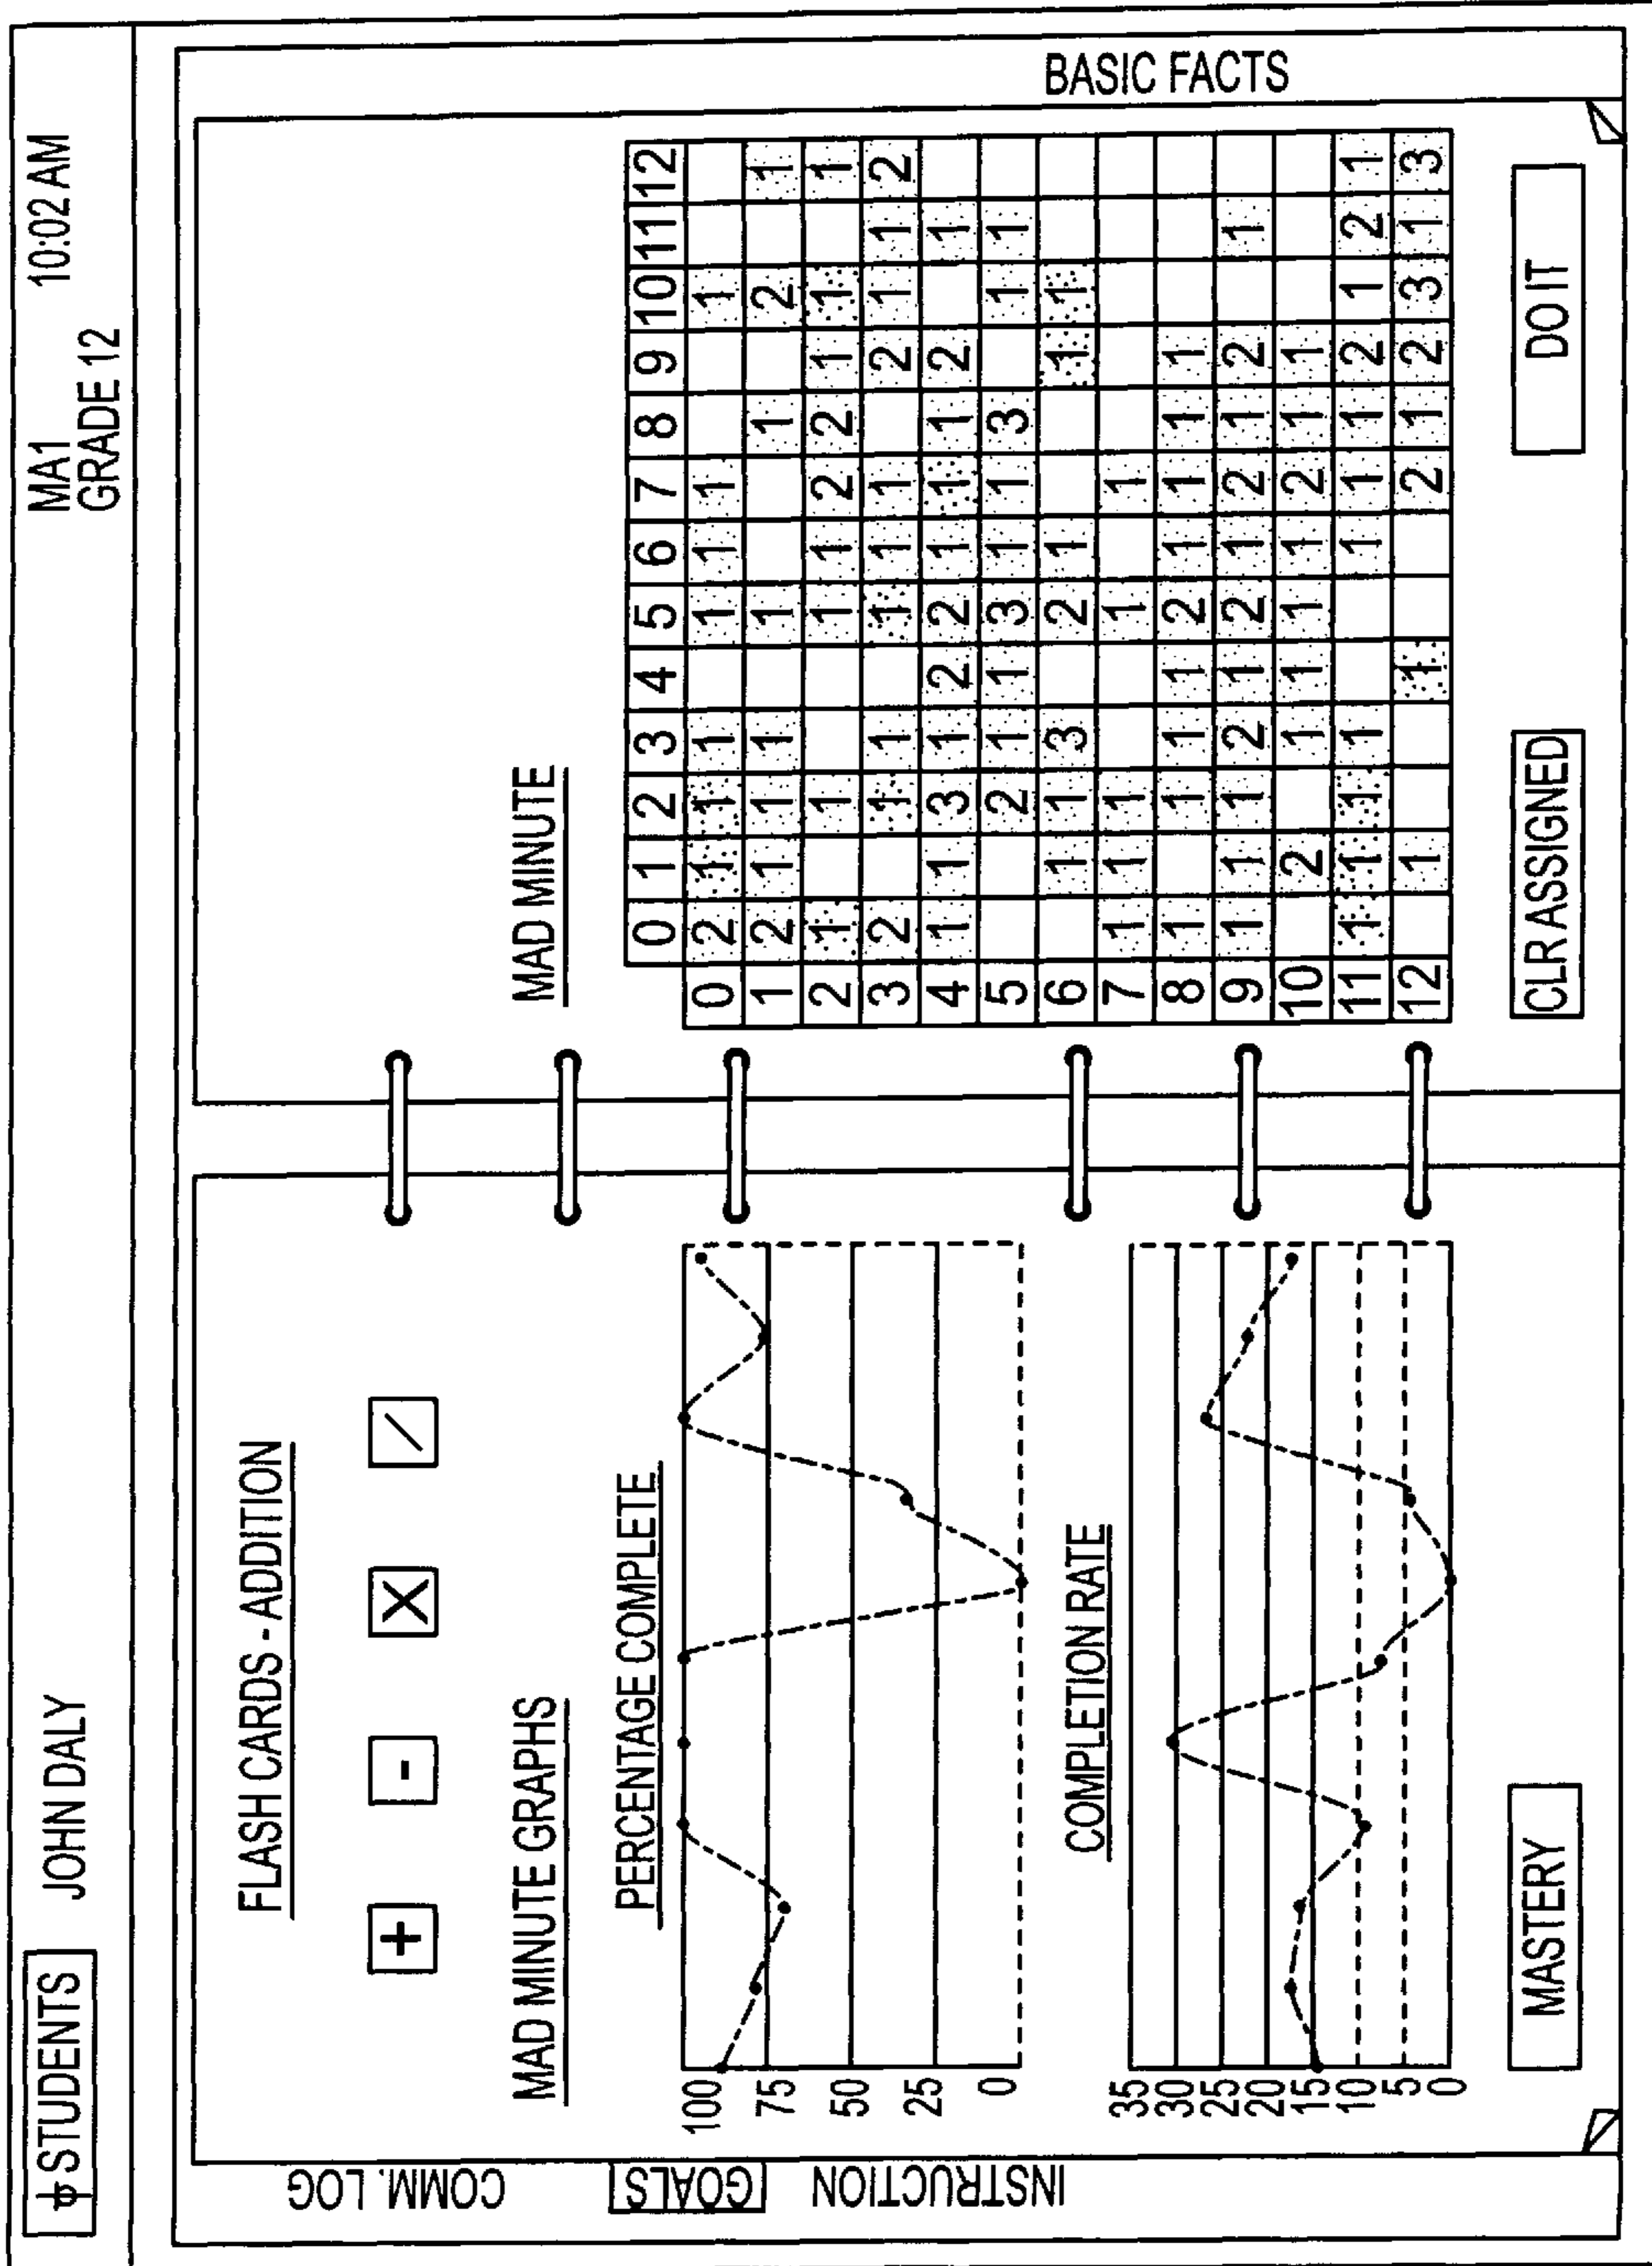 STUDENTS JOHN DALY MA1 10:02 AM
GRADE 12
COMM. LOG
GOALS
INSTRUCTION
FLASH CARDS - ADDITION
+ - X /
MAD MINUTE GRAPHS
PERCENTAGE COMPLETE
100
75
50
25
0
COMPLETION RATE
35
30
25
20
15
10
5
0
MASTERY
MAD MINUTE
0 1 2 3 4 5 6 7 8 9 10 11 12
0 2 1 1 1 1 1 1 1
1 2 1 1 1 1 1 2 1
2 1 1 1 1 2 2 1 1 1
3 2 1 1 1 1 1 2 1 1 2
4 1 1 3 1 2 2 1 1 1 2 1
5 2 1 1 3 1 1 3 1 1
6 1 1 3 2 1 1 1
7 1 1 1 1 1
8 1 1 1 1 2 1 1 1 1
9 1 1 1 2 1 2 1 2 1 2 1
10 2 1 1 1 1 2 1 1
11 1 1 1 1 1 1 1 2 1 2 1
12 1 1 2 1 2 3 1 3
CLR ASSIGNED DO IT
BASIC FACTS